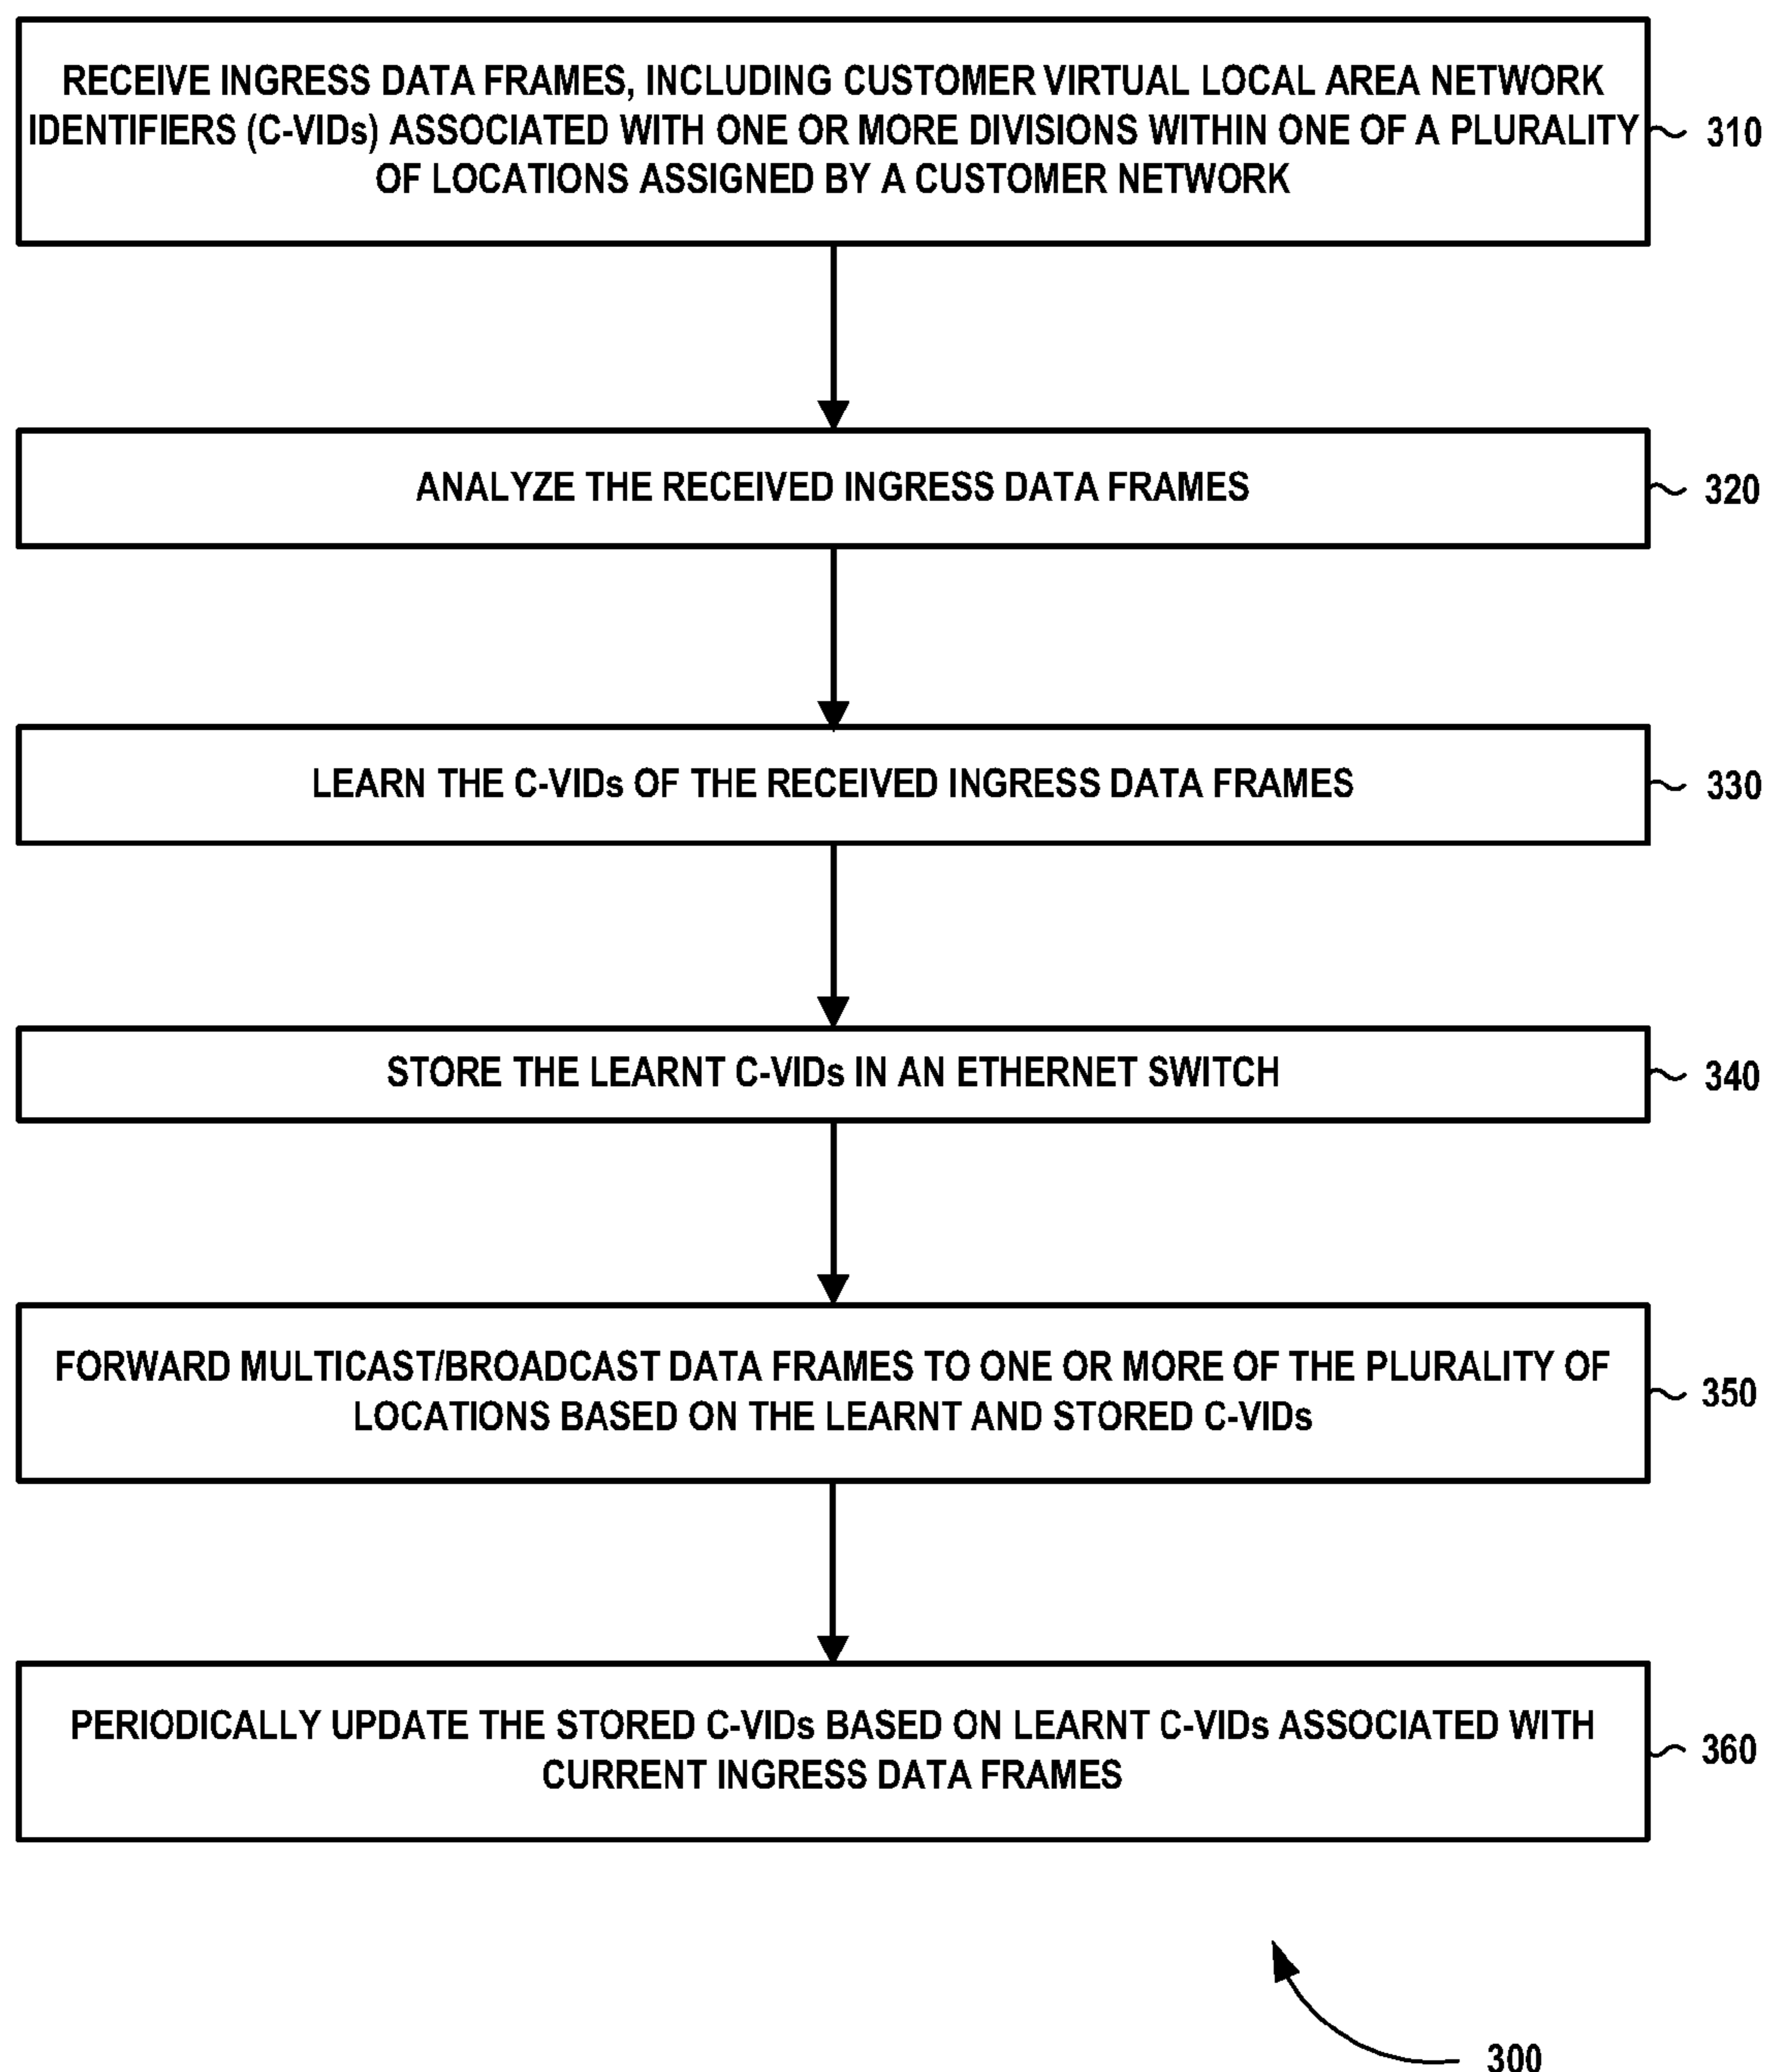 RECEIVE INGRESS DATA FRAMES, INCLUDING CUSTOMER VIRTUAL LOCAL AREA NETWORK
IDENTIFIERS (C-VIDs) ASSOCIATED WITH ONE OR MORE DIVISIONS WITHIN ONE OF A PLURALITY
OF LOCATIONS ASSIGNED BY A CUSTOMER NETWORK
310
ANALYZE THE RECEIVED INGRESS DATA FRAMES
320
LEARN THE C-VIDs OF THE RECEIVED INGRESS DATA FRAMES
330
STORE THE LEARNT C-VIDs IN AN ETHERNET SWITCH
340
FORWARD MULTICAST/BROADCAST DATA FRAMES TO ONE OR MORE OF THE PLURALITY OF
LOCATIONS BASED ON THE LEARNT AND STORED C-VIDs
350
PERIODICALLY UPDATE THE STORED C-VIDs BASED ON LEARNT C-VIDs ASSOCIATED WITH
CURRENT INGRESS DATA FRAMES
360
300